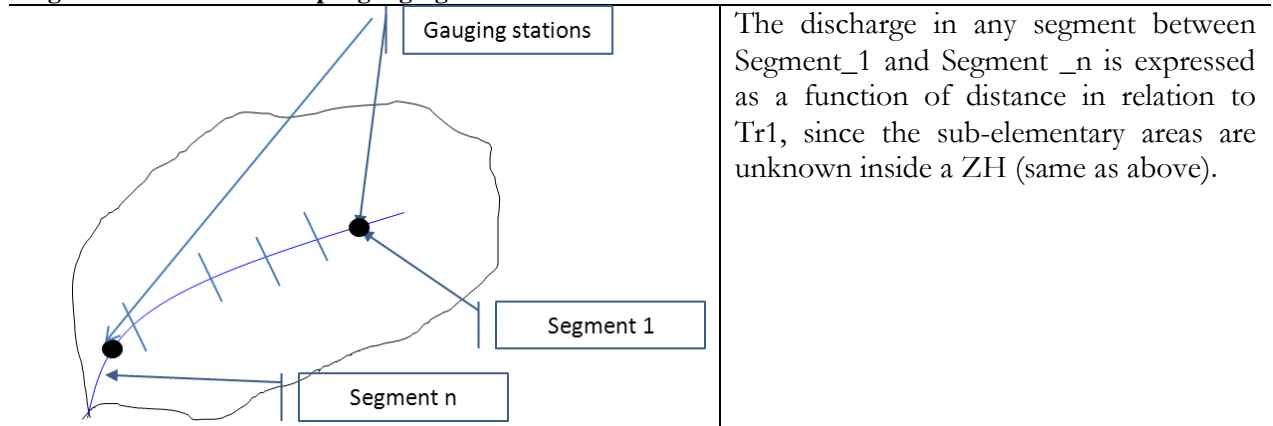 Gauging stations
Segment 1
Segment n
The discharge in any segment between
Segment_1 and Segment _n is expressed
as a function of distance in relation to
Tr1, since the sub-elementary areas are
unknown inside a ZH (same as above).